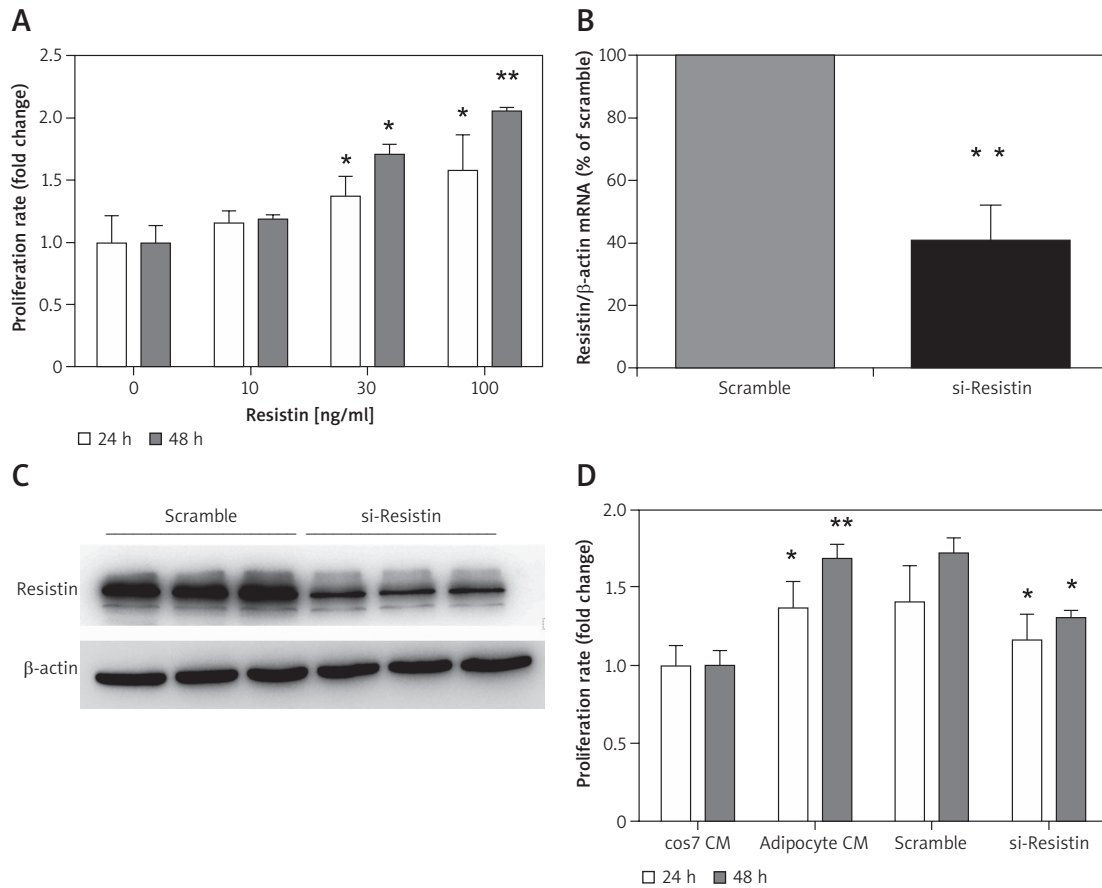 A
2.5
2.0
1.5
1.0
0.5
0
Proliferation rate (fold change)
*
*
*
**
0 10 30 100
Resistin [ng/ml]
24 h 48 h
B
100
80
60
40
20
0
Resistin/β-actin mRNA (% of scramble)
* *
Scramble si-Resistin
C
Scramble si-Resistin
Resistin
β-actin
D
2.0
1.5
1.0
0.5
0
Proliferation rate (fold change)
*
**
*
*
cos7 CM Adipocyte CM Scramble si-Resistin
24 h 48 h